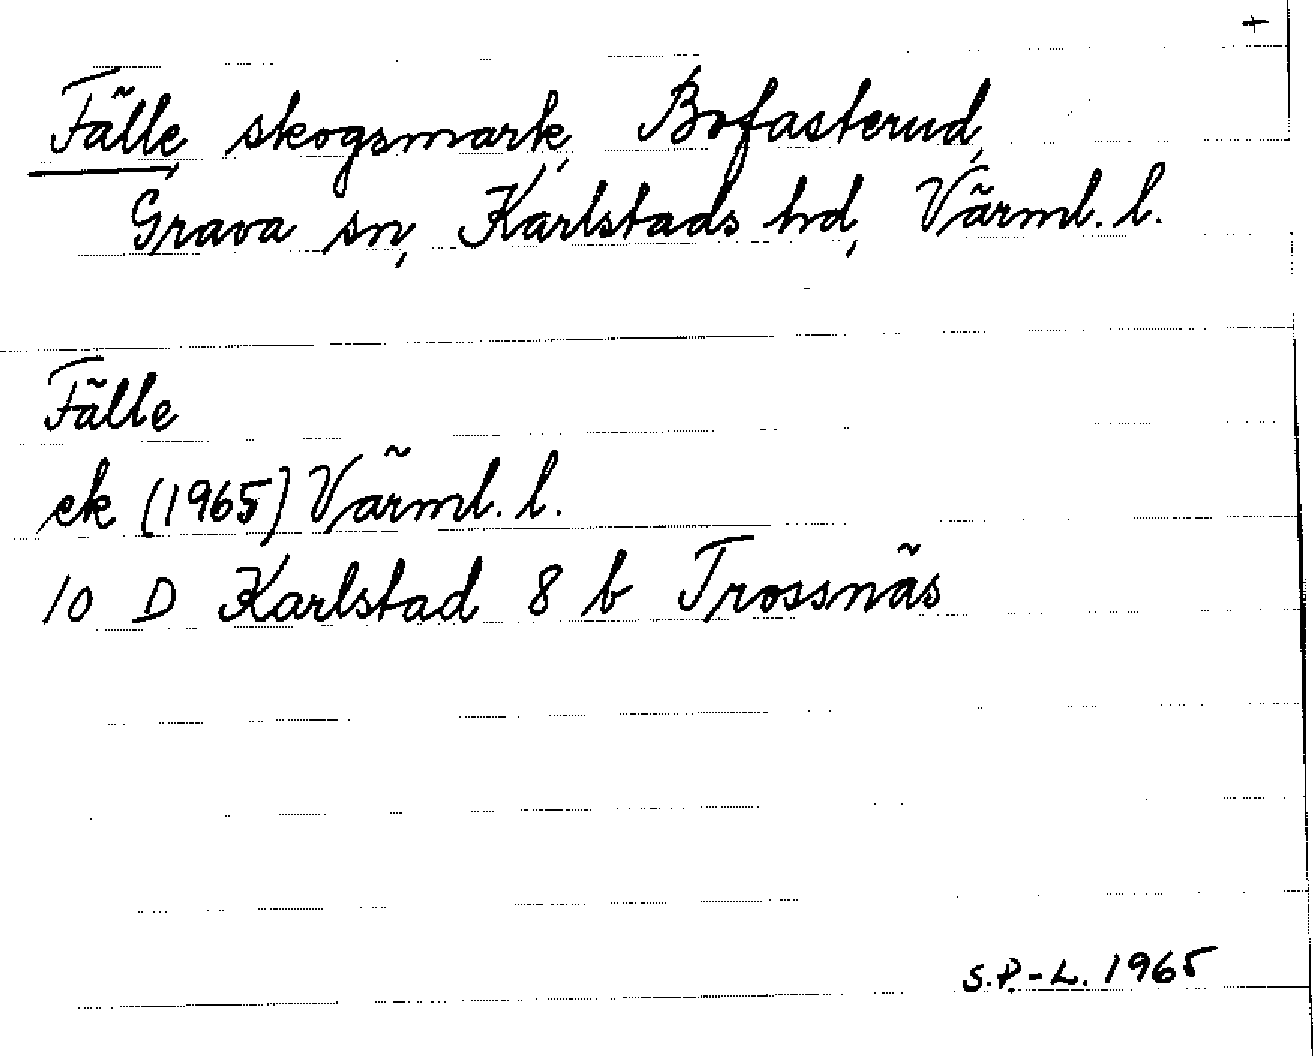 +
Fälle, skogsmark, Bofasterud,
Grava sn, Karlstads hd, Värml. l.
Fälle
ek (1965) Värml. l.
10 D Karlstad 8 b Trossnäs
S.P.-L. 1965